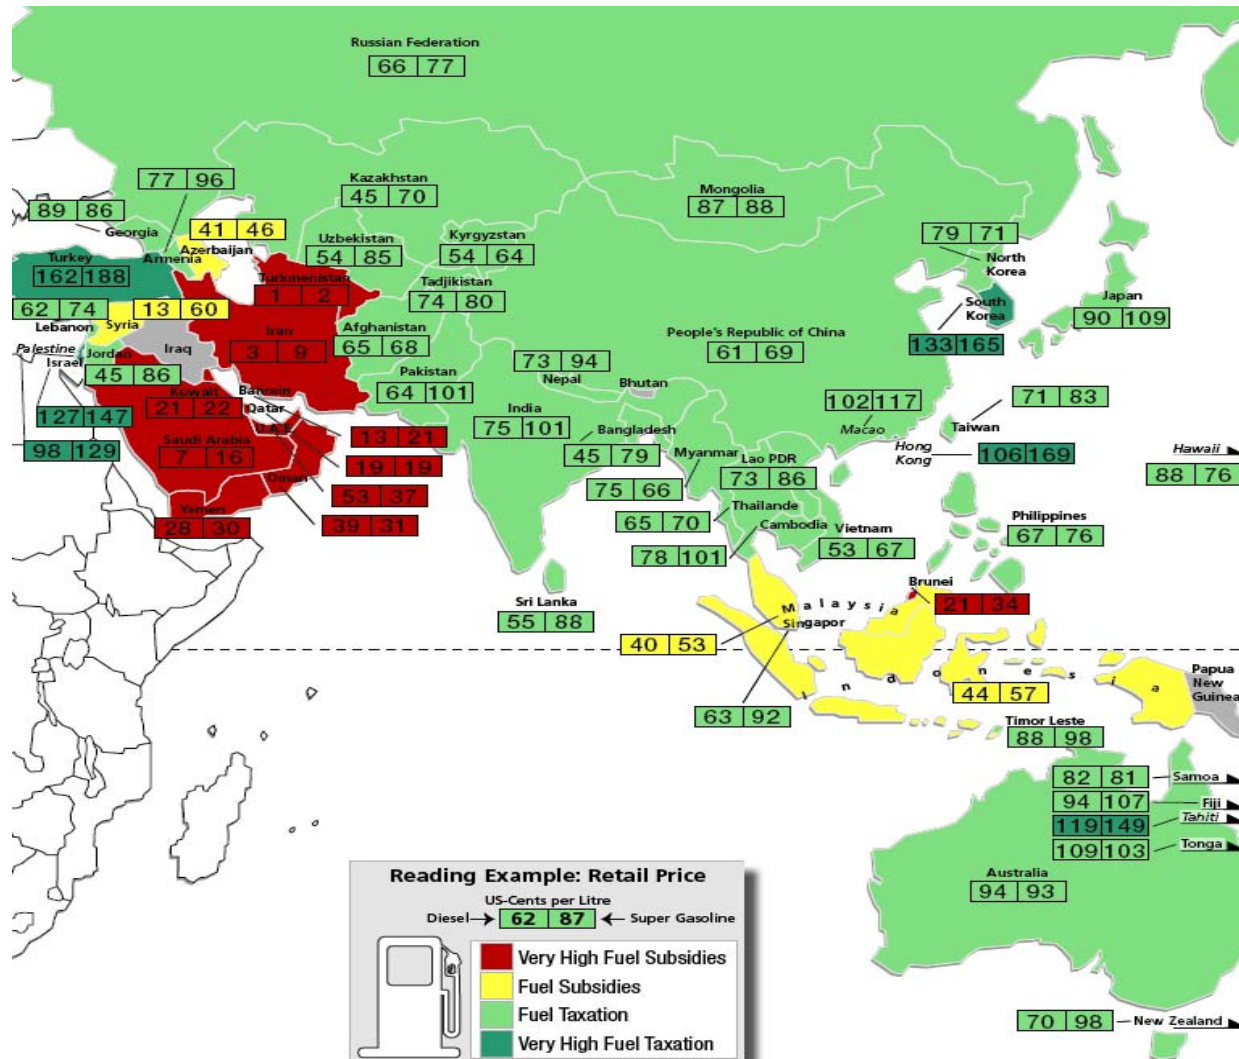 Russian Federation
66 77
77 96
Kazakhstan
45 70
Mongolia
87 88
89 86
Georgia
41 46
Azerbaijan
Armenia
Uzbekistan
54 85
Kyrgyzstan
54 64
79 71
North
Korea
Turkey
162 188
Turkmenistan
1 2
Tadjikistan
74 80
South
Korea
133 165
Japan
90 109
62 74
Lebanon
Syria
13 60
Iran
3 9
Afghanistan
65 68
People's Republic of China
61 69
Palestine
Israel
Jordan
45 86
Iraq
73 94
Nepal
Bhutan
Pakistan
64 101
Kuwait
21 22
Bahrain
Qatar
U.A.E
127 147
98 129
Saudi Arabia
7 16
Oman
Yemen
28 30
13 21
19 19
53 37
39 31
India
75 101
Bangladesh
45 79
Myanmar
75 66
Lao PDR
73 86
102 117
Macao
71 83
Taiwan
Hong
Kong
106 169
Hawaii
88 76
65 70
Thailande
78 101
Cambodia
Vietnam
53 67
Philippines
67 76
Sri Lanka
55 88
Brunei
21 34
Malaysia
40 53
Singapor
63 92
Indonesia
44 57
Papua
New
Guinea
Timor Leste
88 98
82 81 Samoa
94 107 Fiji
119 149 Tahiti
109 103 Tonga
Australia
94 93
70 98 New Zealand
Reading Example: Retail Price
US-Cents per Litre
Diesel 62 87 Super Gasoline
Very High Fuel Subsidies
Fuel Subsidies
Fuel Taxation
Very High Fuel Taxation